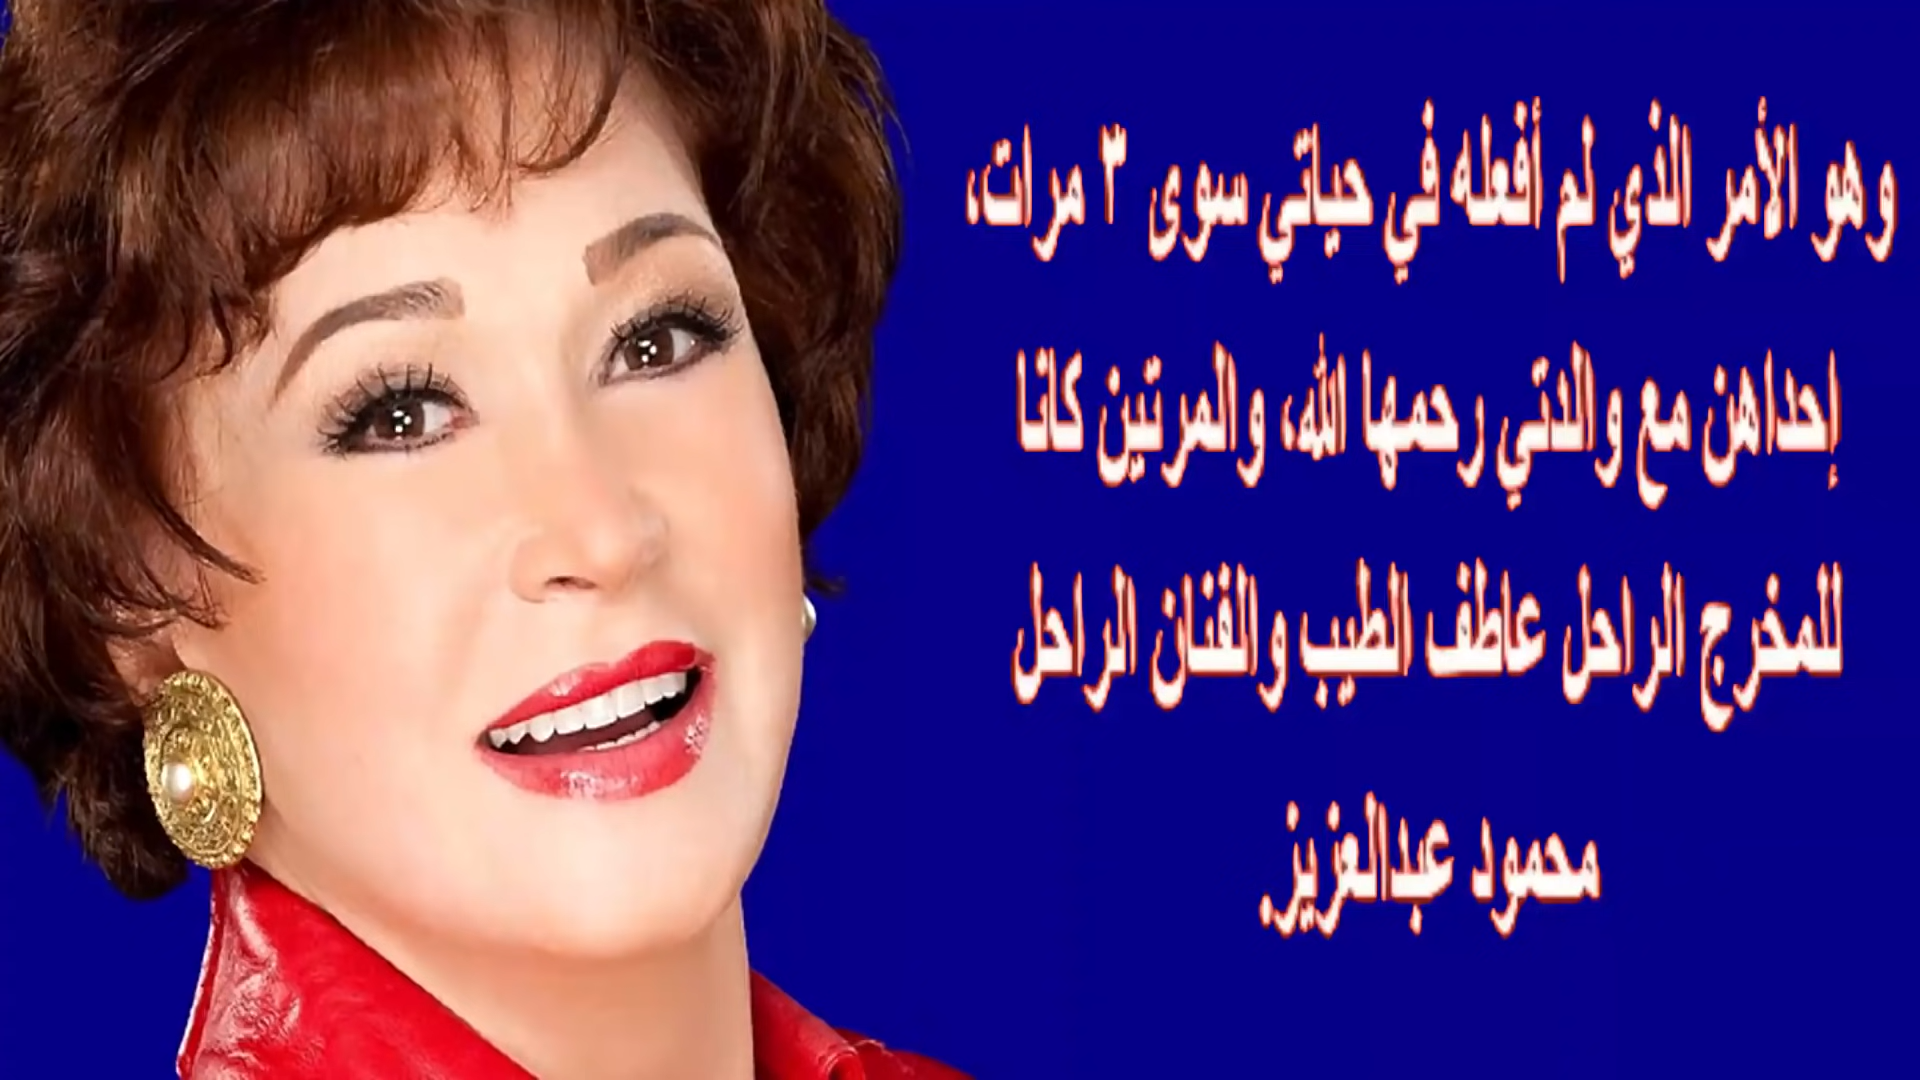 وهو الأمر الذي لم أفعله في حياتي سوى ٣ مرات،
إحداهن مع والدتي رحمها الله، والمرتين كانا
للمخرج الراحل عاطف الطيب والفنان الراحل
محمود عبدالعزيز.